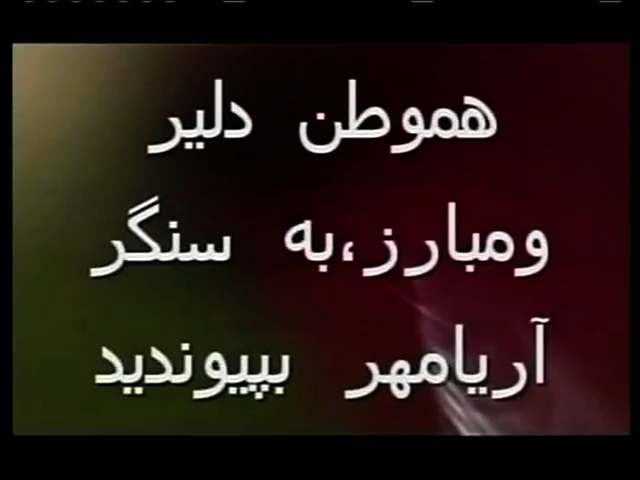 هموطن دلیر
ومبارز،به سنگر
آریامهر بپیوندید